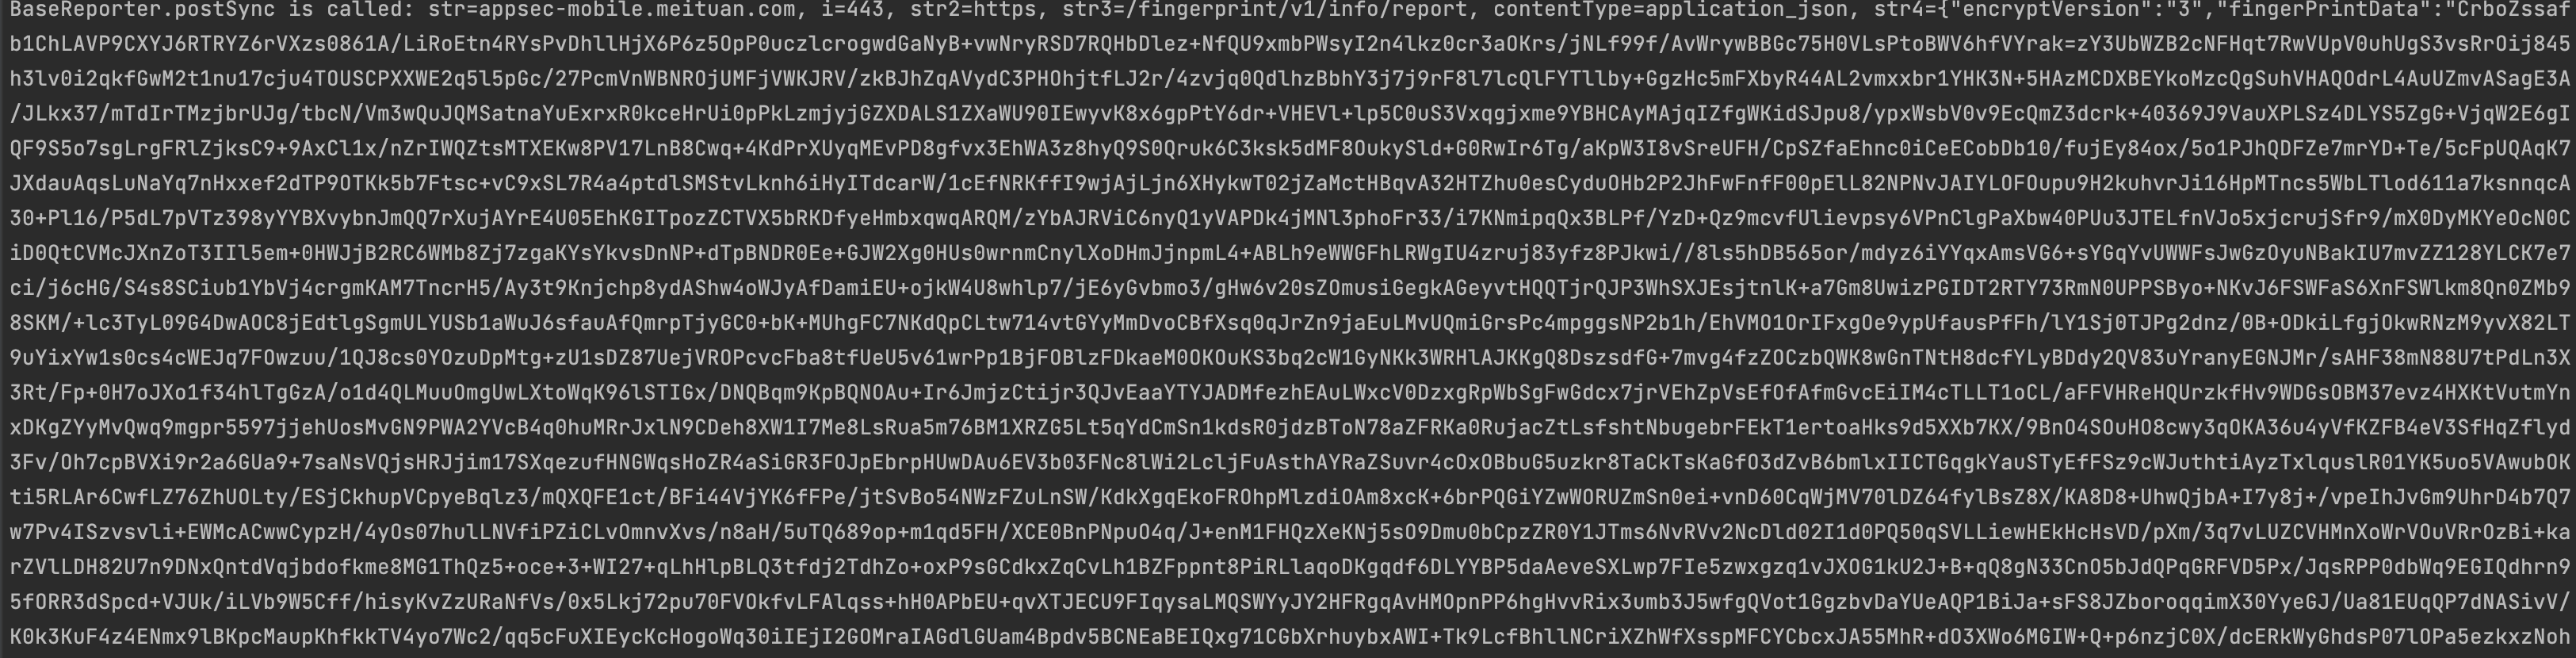 BaseReporter.postSync is called: str=appsec-mobile.meituan.com, i=443, str2=https, str3=/fingerprint/v1/info/report, contentType=application_json, str4={"encryptVersion":"3","fingerPrintData":"CrboZssaf
b1ChLAVP9CXYJ6RTRYZ6rVXzs0861A/LiRoEtn4RYsPvDhllHjX6P6z5OpP0uczlcrogwdGaNyB+vwNryRSD7RQHbDlez+NfQU9xmbPWsyI2n4lkz0cr3aOKrs/jNLf99f/AvWrywBBGc75H0VLsPtoBWV6hfVYrak=zY3UbWZB2cNFHqt7RwVUpV0uhUgS3vsRrOij845
h3lv0i2qkfGwM2t1nu17cju4TOUSCPXXWE2q5l5pGc/27PcmVnWBNROjUMFjVWKJRV/zkBJhZqAVydC3PHOhjtfLJ2r/4zvjq0QdlhzBbhY3j7j9rF8l7lcQlFYTllby+GgzHc5mFXbyR44AL2vmxxbr1YHK3N+5HAzMCDXBEYkoMzcQgSuhVHAQOdrL4AuUZmvASagE3A
/JLkx37/mTdIrTMzjbrUJg/tbcN/Vm3wQuJQMSatnaYuExrxR0kceHrUi0pPkLzmjyjGZXDALS1ZXaWU90IEwyvK8x6gpPtY6dr+VHEVl+lp5C0uS3Vxqgjxme9YBHCAyMAjqIZfgWKidSJpu8/ypxWsbV0v9EcQmZ3dcrk+40369J9VauXPLSz4DLYS5ZgG+VjqW2E6gI
QF9S5o7sgLrgFRlZjksC9+9AxCl1x/nZrIWQZtsMTXEKw8PV17LnB8Cwq+4KdPrXUyqMEvPD8gfvx3EhWA3z8hyQ9S0Qruk6C3ksk5dMF8OukySld+G0RwIr6Tg/aKpW3I8vSreUFH/CpSZfaEhnc0iCeECobDb10/fujEy84ox/5o1PJhQDFZe7mrYD+Te/5cFpUQAqK7
JXdauAqsLuNaYq7nHxxef2dTP9OTKk5b7Ftsc+vC9xSL7R4a4ptdlSMStvLknh6iHyITdcarW/1cEfNRKffI9wjAjLjn6XHykwT02jZaMctHBqvA32HTZhu0esCyduOHb2P2JhFwFnfF00pElL82NPNvJAIYLOFOupu9H2kuhvrJi16HpMTncs5WbLTlod611a7ksnnqcA
30+Pl16/P5dL7pVTz398yYYBXvybnJmQQ7rXujAYrE4U05EhKGITpozZCTVX5bRKDfyeHmbxqwqARQM/zYbAJRViC6nyQ1yVAPDk4jMNl3phoFr33/i7KNmipqQx3BLPf/YzD+Qz9mcvfUlievpsy6VPnClgPaXbw40PUu3JTELfnVJo5xjcrujSfr9/mX0DyMKYeOcN0C
iD0QtCVMcJXnZoT3IIl5em+0HWJjB2RC6WMb8Zj7zgaKYsYkvsDnNP+dTpBNDR0Ee+GJW2Xg0HUs0wrnmCnylXoDHmJjnpmL4+ABLh9eWWGFhLRWgIU4zruj83yfz8PJkwi//8ls5hDB565or/mdyz6iYYqxAmsVG6+sYGqYvUWWFsJwGzOyuNBakIU7mvZZ128YLCK7e7
ci/j6cHG/S4s8SCiub1YbVj4crgmKAM7TncrH5/Ay3t9Knjchp8ydAShw4oWJyAfDamiEU+ojkW4U8whlp7/jE6yGvbmo3/gHw6v20sZOmusiGegkAGeyvtHQQTjrQJP3WhSXJEsjtnlK+a7Gm8UwizPGIDT2RTY73RmN0UPPSByo+NKvJ6FSWFaS6XnFSWlkm8Qn0ZMb9
8SKM/+lc3TyL09G4DwAOC8jEdtlgSgmULYUSb1aWuJ6sfauAfQmrpTjyGC0+bK+MUhgFC7NKdQpCLtw714vtGYyMmDvoCBfXsq0qJrZn9jaEuLMvUQmiGrsPc4mpggsNP2b1h/EhVMO1OrIFxgOe9ypUfausPfFh/lY1Sj0TJPg2dnz/0B+ODkiLfgjOkwRNzM9yvX82LT
9uYixYw1s0cs4cWEJq7FOwzuu/1QJ8cs0YOzuDpMtg+zU1sDZ87UejVROPcvcFba8tfUeU5v61wrPp1BjFOBlzFDkaeM0OKOuKS3bq2cW1GyNKk3WRHlAJKKgQ8DszsdfG+7mvg4fzZOCzbQWK8wGnTNtH8dcfYLyBDdy2QV83uYranyEGNJMr/sAHF38mN88U7tPdLn3X
3Rt/Fp+0H7oJXo1f34hlTgGzA/o1d4QLMuuOmgUwLXtoWqK96lSTIGx/DNQBqm9KpBQNOAu+Ir6JmjzCtijr3QJvEaaYTYJADMfezhEAuLWxcV0DzxgRpWbSgFwGdcx7jrVEhZpVsEfOfAfmGvcEiIM4cTLLT1oCL/aFFVHReHQUrzkfHv9WDGsOBM37evz4HXKtVutmYn
xDKgZYyMvQwq9mgpr5597jjehUosMvGN9PWA2YVcB4q0huMRrJxlN9CDeh8XW1I7Me8LsRua5m76BM1XRZG5Lt5qYdCmSn1kdsR0jdzBToN78aZFRKa0RujacZtLsfshtNbugebrFEkT1ertoaHks9d5XXb7KX/9BnO4SOuHO8cwy3qOKA36u4yVfKZFB4eV3SfHqZflyd
3Fv/Oh7cpBVXi9r2a6GUa9+7saNsVQjsHRJjim17SXqezufHNGWqsHoZR4aSiGR3FOJpEbrpHUwDAu6EV3b03FNc8lWi2LcljFuAsthAYRaZSuvr4cOxOBbuG5uzkr8TaCkTsKaGfO3dZvB6bmlxIICTGqgkYauSTyEfFSz9cWJuthtiAyzTxlquslR01YK5uo5VAwubOK
ti5RLAr6CwfLZ76ZhUOLty/ESjCkhupVCpyeBqlz3/mQXQFE1ct/BFi44VjYK6fFPe/jtSvBo54NWzFZuLnSW/KdkXgqEkoFROhpMlzdiOAm8xcK+6brPQGiYZwWORUZmSn0ei+vnD60CqWjMV70lDZ64fylBsZ8X/KA8D8+UhwQjbA+I7y8j+/vpeIhJvGm9UhrD4b7Q7
w7Pv4ISzvsvli+EWMcACwwCypzH/4yOs07hulLNVfiPZiCLvOmnvXvs/n8aH/5uTQ689op+m1qd5FH/XCE0BnPNpuO4q/J+enM1FHQzXeKNj5sO9Dmu0bCpzZR0Y1JTms6NvRVv2NcDld02I1d0PQ50qSVLLiewHEkHcHsVD/pXm/3q7vLUZCVHMnXoWrVOuVRrOzBi+ka
rZVlLDH82U7n9DNxQntdVqjbdofkme8MG1ThQz5+oce+3+WI27+qLhHlpBLQ3tfdj2TdhZo+oxP9sGCdkxZqCvLh1BZFppnt8PiRLlaqoDKgqdf6DLYYBP5daAeveSXLwp7FIe5zwxgzq1vJXOG1kU2J+B+qQ8gN33CnO5bJdQPqGRFVD5Px/JqsRPP0dbWq9EGIQdhrn9
5fORR3dSpcd+VJUk/iLVb9W5Cff/hisyKvZzURaNfVs/0x5Lkj72pu70FVOkfvLFAlqss+hH0APbEU+qvXTJECU9FIqysaLMQSWYyJY2HFRgqAvHMOpnPP6hgHvvRix3umb3J5wfgQVot1GgzbvDaYUeAQP1BiJa+sFS8JZboroqqimX30YyeGJ/Ua81EUqQP7dNASivV/
K0k3KuF4z4ENmx9lBKpcMaupKhfkkTV4yo7Wc2/qq5cFuXIEycKcHogoWq30iIEjI2GOMraIAGdlGUam4Bpdv5BCNEaBEIQxg71CGbXrhuybxAWI+Tk9LcfBhllNCriXZhWfXsspMFCYCbcxJA55MhR+dO3XWo6MGIW+Q+p6nzjC0X/dcERkWyGhdsP07lOPa5ezkxzNoh